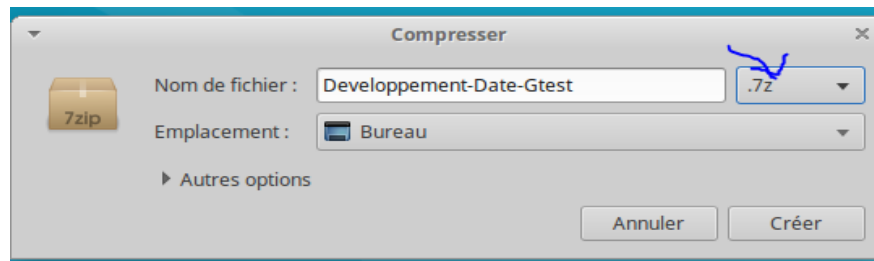 Compresser
Nom de fichier : Developpement-Date-Gtest .7z
7zip
Emplacement : Bureau
Autres options
Annuler Créer